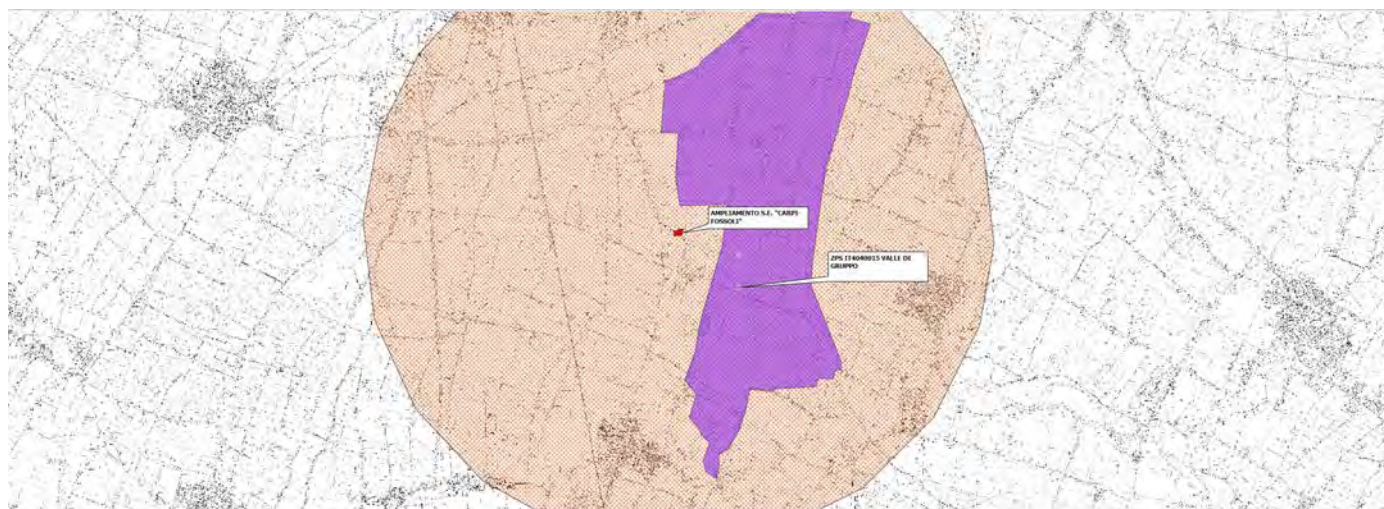 AMPLIAMENTO S.E. "CARPI-
FOSSOLI"
ZPS IT4040015 VALLE DI
GRUPPO